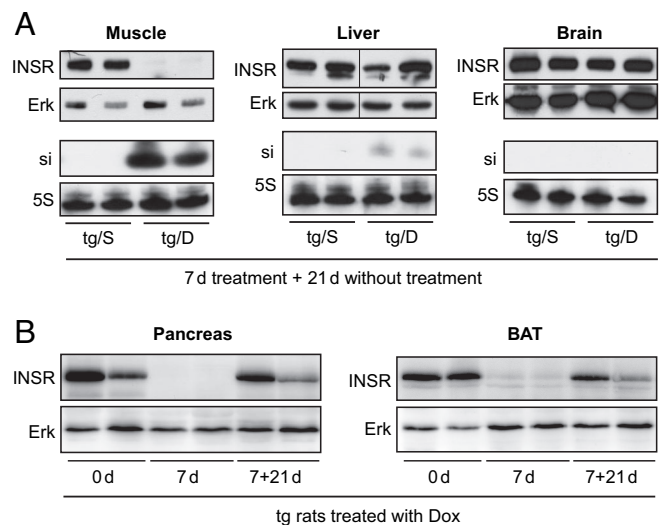 A
Muscle Liver Brain
INSR INSR INSR
Erk Erk Erk
si si si
5S 5S 5S
tg/S tg/D tg/S tg/D tg/S tg/D
7 d treatment + 21 d without treatment
B
Pancreas BAT
INSR INSR
Erk Erk
0 d 7 d 7+21 d 0 d 7 d 7+21 d
tg rats treated with Dox